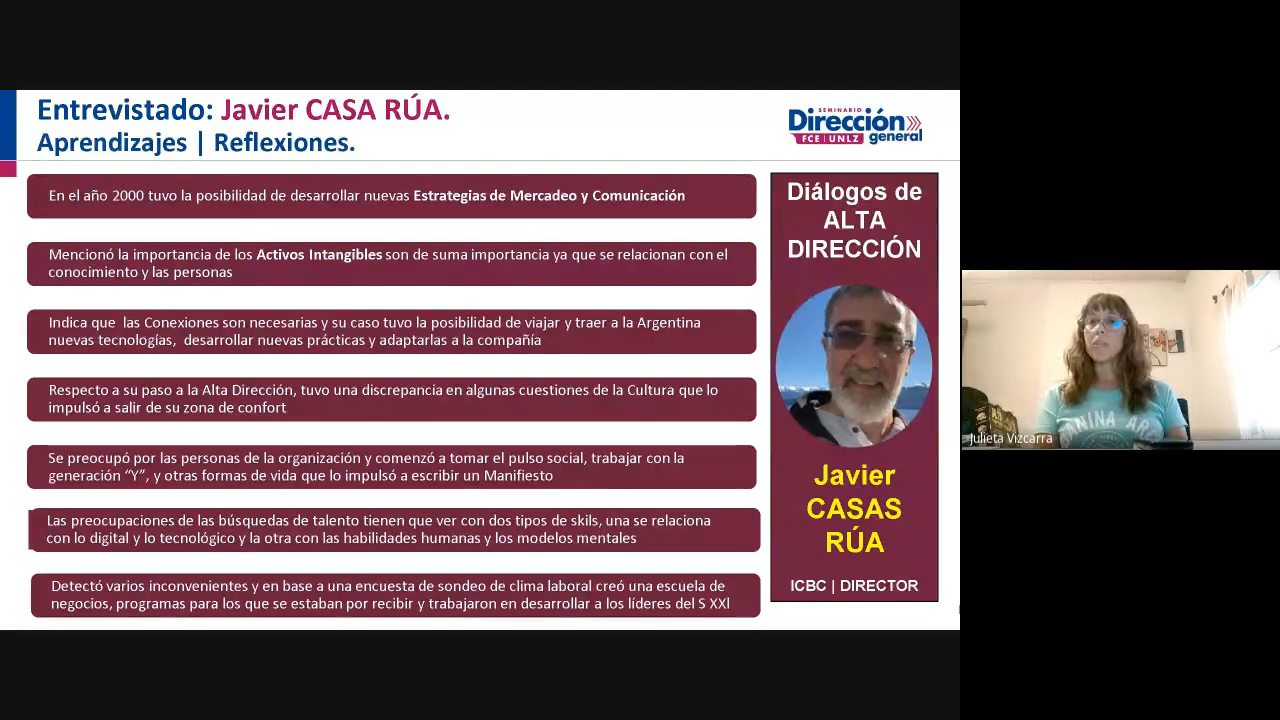 Entrevistado: Javier CASA RÚA.
Aprendizajes | Reflexiones.
SEMINARIO
Dirección
FCE | UNLZ general
En el año 2000 tuvo la posibilidad de desarrollar nuevas Estrategias de Mercadeo y Comunicación
Mencionó la importancia de los Activos Intangibles son de suma importancia ya que se relacionan con el
conocimiento y las personas
Indica que las Conexiones son necesarias y su caso tuvo la posibilidad de viajar y traer a la Argentina
nuevas tecnologías, desarrollar nuevas prácticas y adaptarlas a la compañía
Respecto a su paso a la Alta Dirección, tuvo una discrepancia en algunas cuestiones de la Cultura que lo
impulsó a salir de su zona de confort
Se preocupó por las personas de la organización y comenzó a tomar el pulso social, trabajar con la
generación “Y”, y otras formas de vida que lo impulsó a escribir un Manifiesto
Las preocupaciones de las búsquedas de talento tienen que ver con dos tipos de skils, una se relaciona
con lo digital y lo tecnológico y la otra con las habilidades humanas y los modelos mentales
Detectó varios inconvenientes y en base a una encuesta de sondeo de clima laboral creó una escuela de
negocios, programas para los que se estaban por recibir y trabajaron en desarrollar a los líderes del S XXl
Diálogos de
ALTA
DIRECCIÓN
Javier
CASAS
RÚA
ICBC | DIRECTOR
Julieta Vizcarra